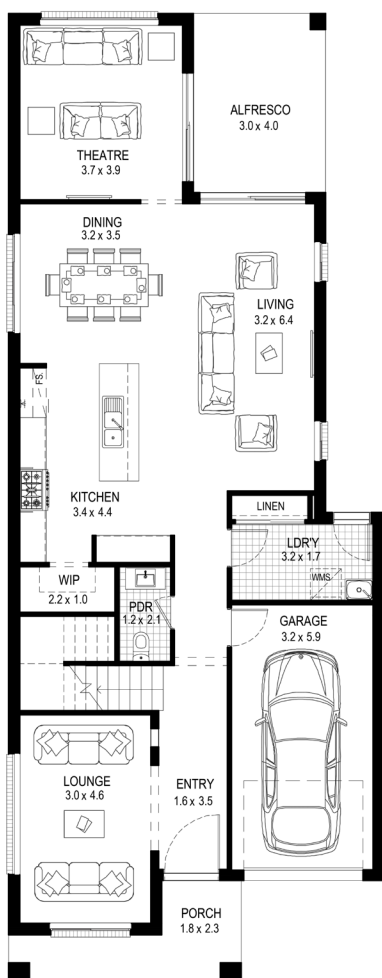 ALFRESCO
3.0 x 4.0
THEATRE
3.7 x 3.9
DINING
3.2 x 3.5
LIVING
3.2 x 6.4
FS.
KITCHEN
3.4 x 4.4
LINEN
LDR'Y
3.2 x 1.7
WMS
WIP
2.2 x 1.0
PDR
1.2 x 2.1
GARAGE
3.2 x 5.9
LOUNGE
3.0 x 4.6
ENTRY
1.6 x 3.5
PORCH
1.8 x 2.3